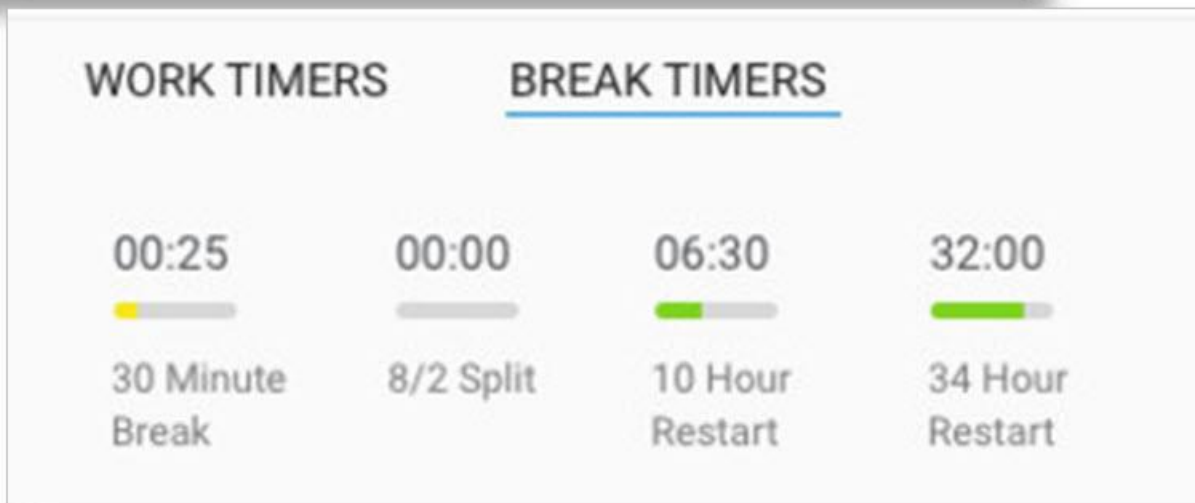 WORK TIMERS BREAK TIMERS
00:25 00:00 06:30 32:00
30 Minute 8/2 Split 10 Hour 34 Hour
Break Restart Restart